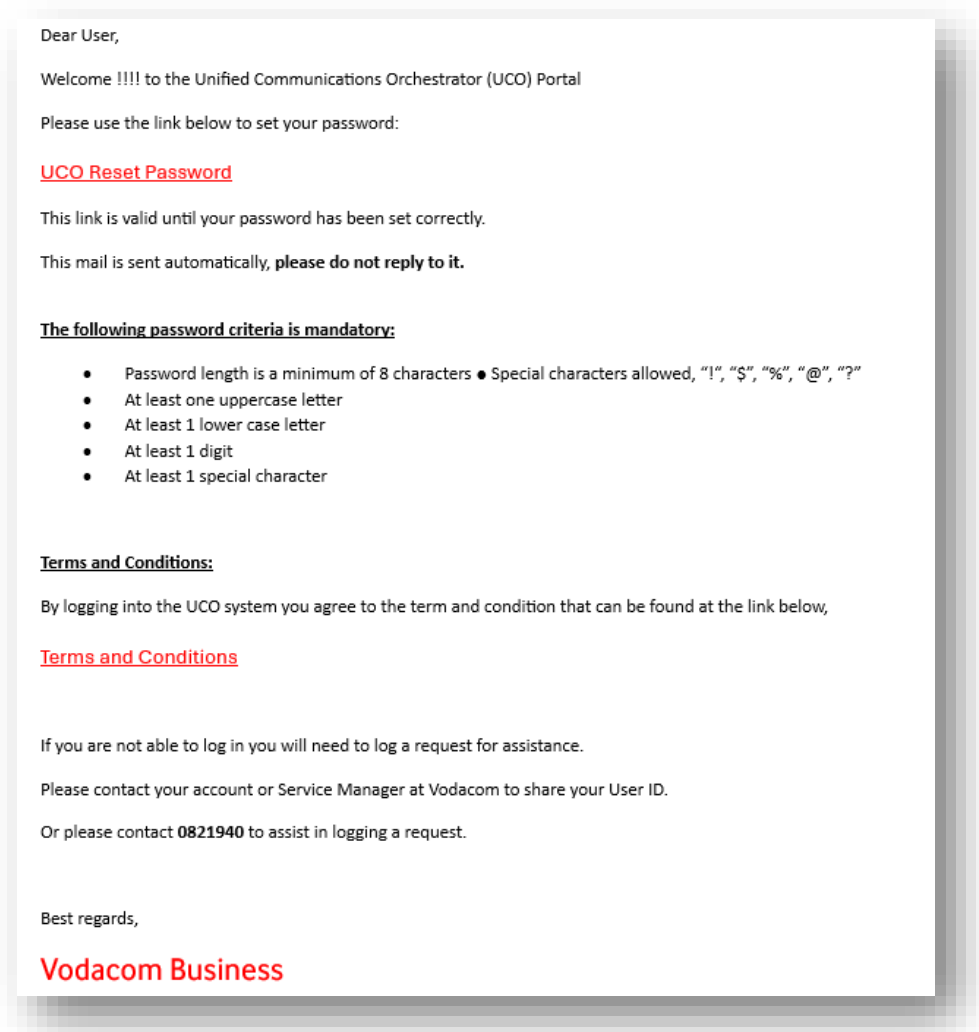 Dear User,
Welcome !!!! to the Unified Communications Orchestrator (UCO) Portal
Please use the link below to set your password:
UCO Reset Password
This link is valid until your password has been set correctly.
This mail is sent automatically, please do not reply to it.
The following password criteria is mandatory:
● Password length is a minimum of 8 characters ● Special characters allowed, “!“, “$”, “%”, “@”, “?”
● At least one uppercase letter
● At least 1 lower case letter
● At least 1 digit
● At least 1 special character
Terms and Conditions:
By logging into the UCO system you agree to the term and condition that can be found at the link below,
Terms and Conditions
If you are not able to log in you will need to log a request for assistance.
Please contact your account or Service Manager at Vodacom to share your User ID.
Or please contact 0821940 to assist in logging a request.
Best regards,
Vodacom Business